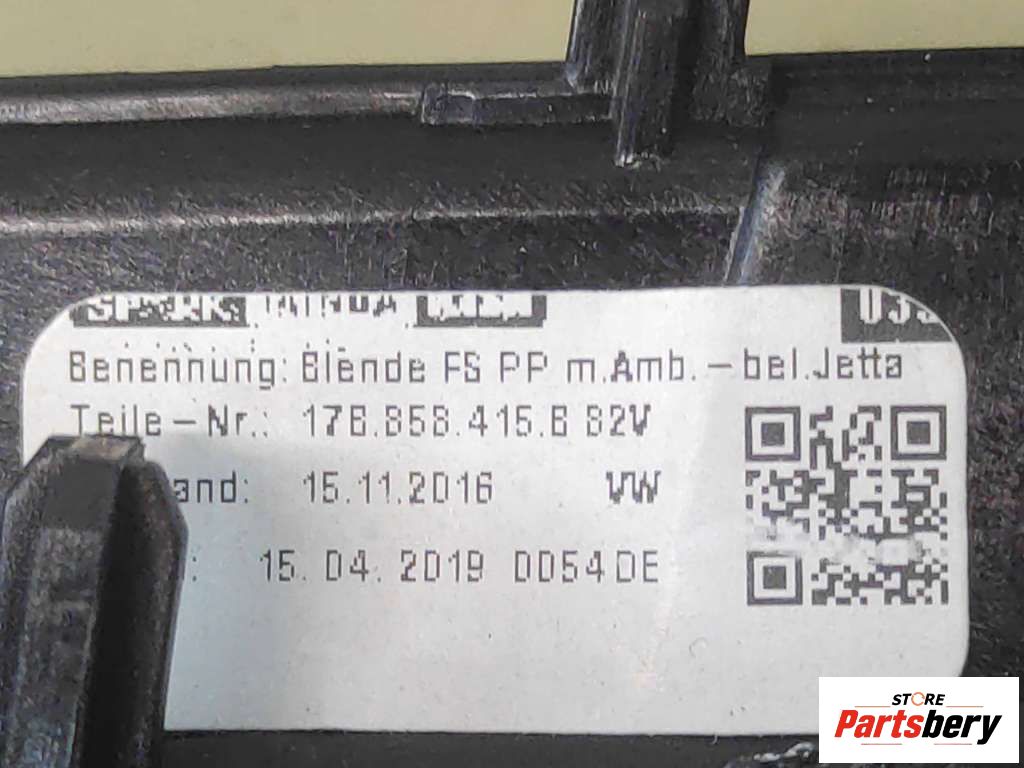 Benennung: Blende FS PP m.Amb.-bel.Jetta
Teile-Nr.: 17B.858.415.B 82V
and: 15.11.2016 VW
: 15. 04. 2019 0054DE
STORE
Partsbery